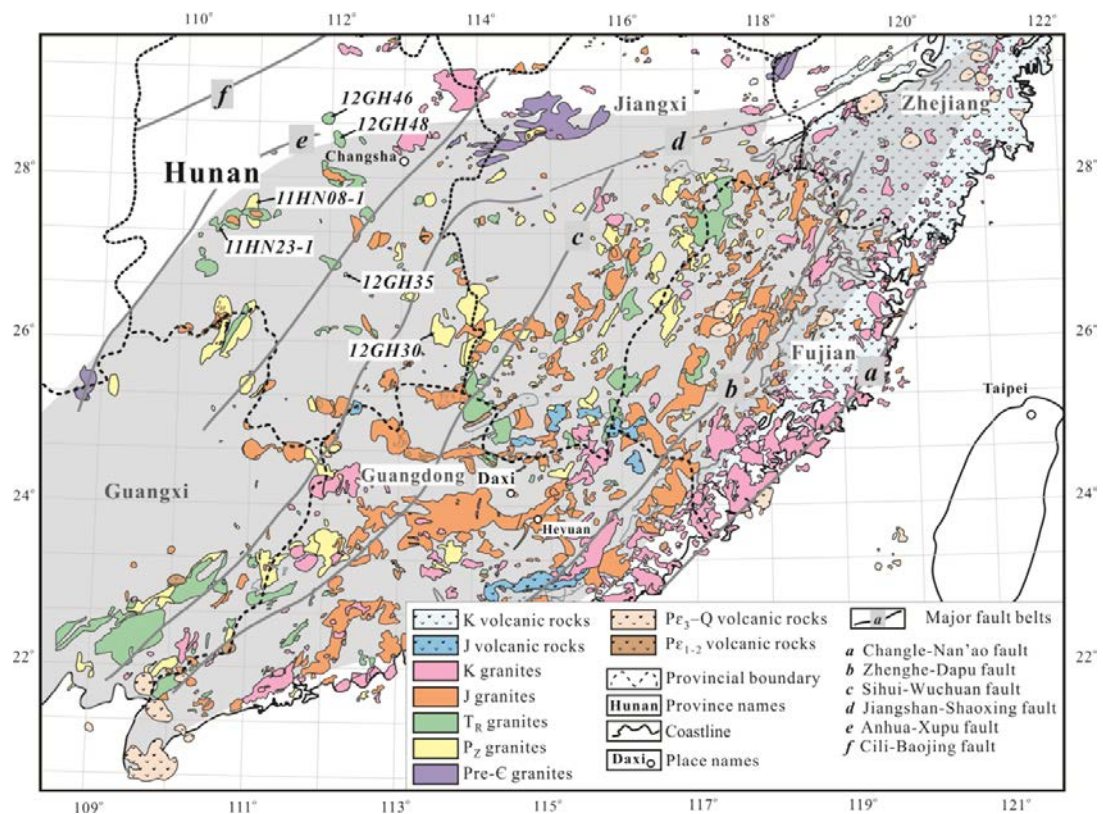 110° 112° 114° 116° 118° 120° 122°
f
12GH46
12GH48
e
Changsha
Jiangxi
Zhejiang
d
28°
28°
Hunan
11HN08-1
11HN23-1
c
12GH35
26°
26°
12GH30
Fujian
a
b
Taipei
Guangxi
Guangdong
Daxi
24°
24°
Heyuan
22°
22°
K volcanic rocks
J volcanic rocks
K granites
J granites
TR granites
PZ granites
Pre-Є granites
Pε3–Q volcanic rocks
Pε1-2 volcanic rocks
Provincial boundary
Hunan Province names
Coastline
Daxi Place names
a Major fault belts
a Changle-Nan'ao fault
b Zhenghe-Dapu fault
c Sihui-Wuchuan fault
d Jiangshan-Shaoxing fault
e Anhua-Xupu fault
f Cili-Baojing fault
109° 111° 113° 115° 117° 119° 121°